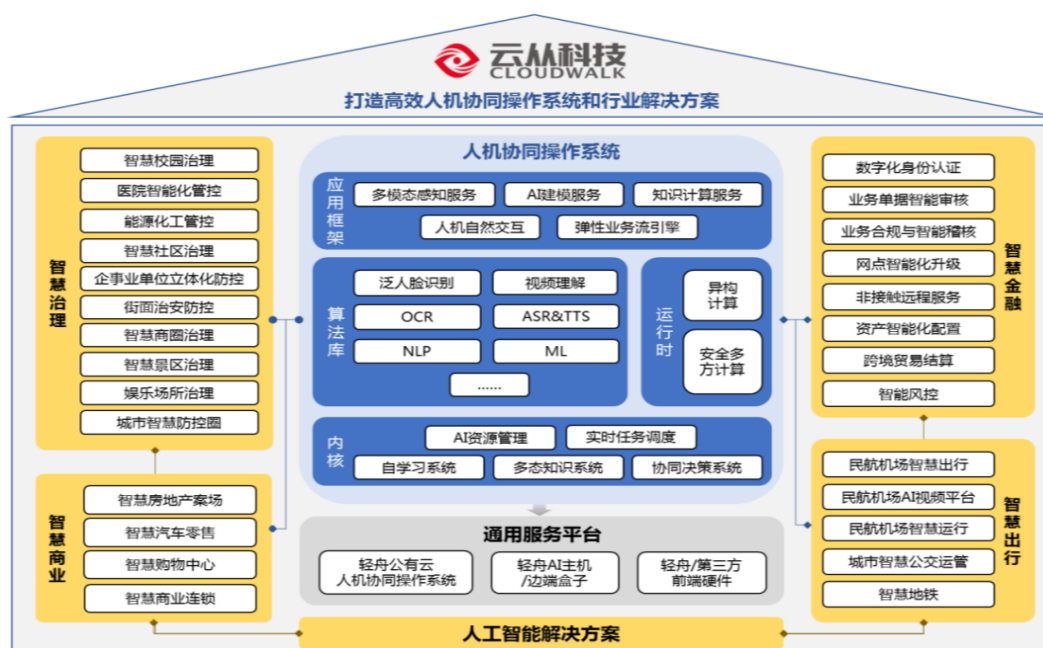 云从科技
CLOUDWALK
打造高效人机协同操作系统和行业解决方案
智慧治理
智慧校园治理
医院智能化管控
能源化工管控
智慧社区治理
企事业单位立体化防控
街面治安防控
智慧商圈治理
智慧景区治理
娱乐场所治理
城市智慧防控圈
智慧商业
智慧房地产案场
智慧汽车零售
智慧购物中心
智慧商业连锁
人机协同操作系统
应用框架
多模态感知服务
AI建模服务
知识计算服务
人机自然交互
弹性业务流引擎
算法库
泛人脸识别
视频理解
OCR
ASR&TTS
NLP
ML
......
运行时
异构
计算
安全多
方计算
内核
AI资源管理
实时任务调度
自学习系统
多态知识系统
协同决策系统
通用服务平台
轻舟公有云
人机协同操作系统
轻舟AI主机
/边端盒子
轻舟/第三方
前端硬件
人工智能解决方案
数字化身份认证
业务单据智能审核
业务合规与智能稽核
网点智能化升级
非接触远程服务
资产智能化配置
跨境贸易结算
智能风控
智慧金融
民航机场智慧出行
民航机场AI视频平台
民航机场智慧运行
城市智慧公交运管
智慧地铁
智慧出行